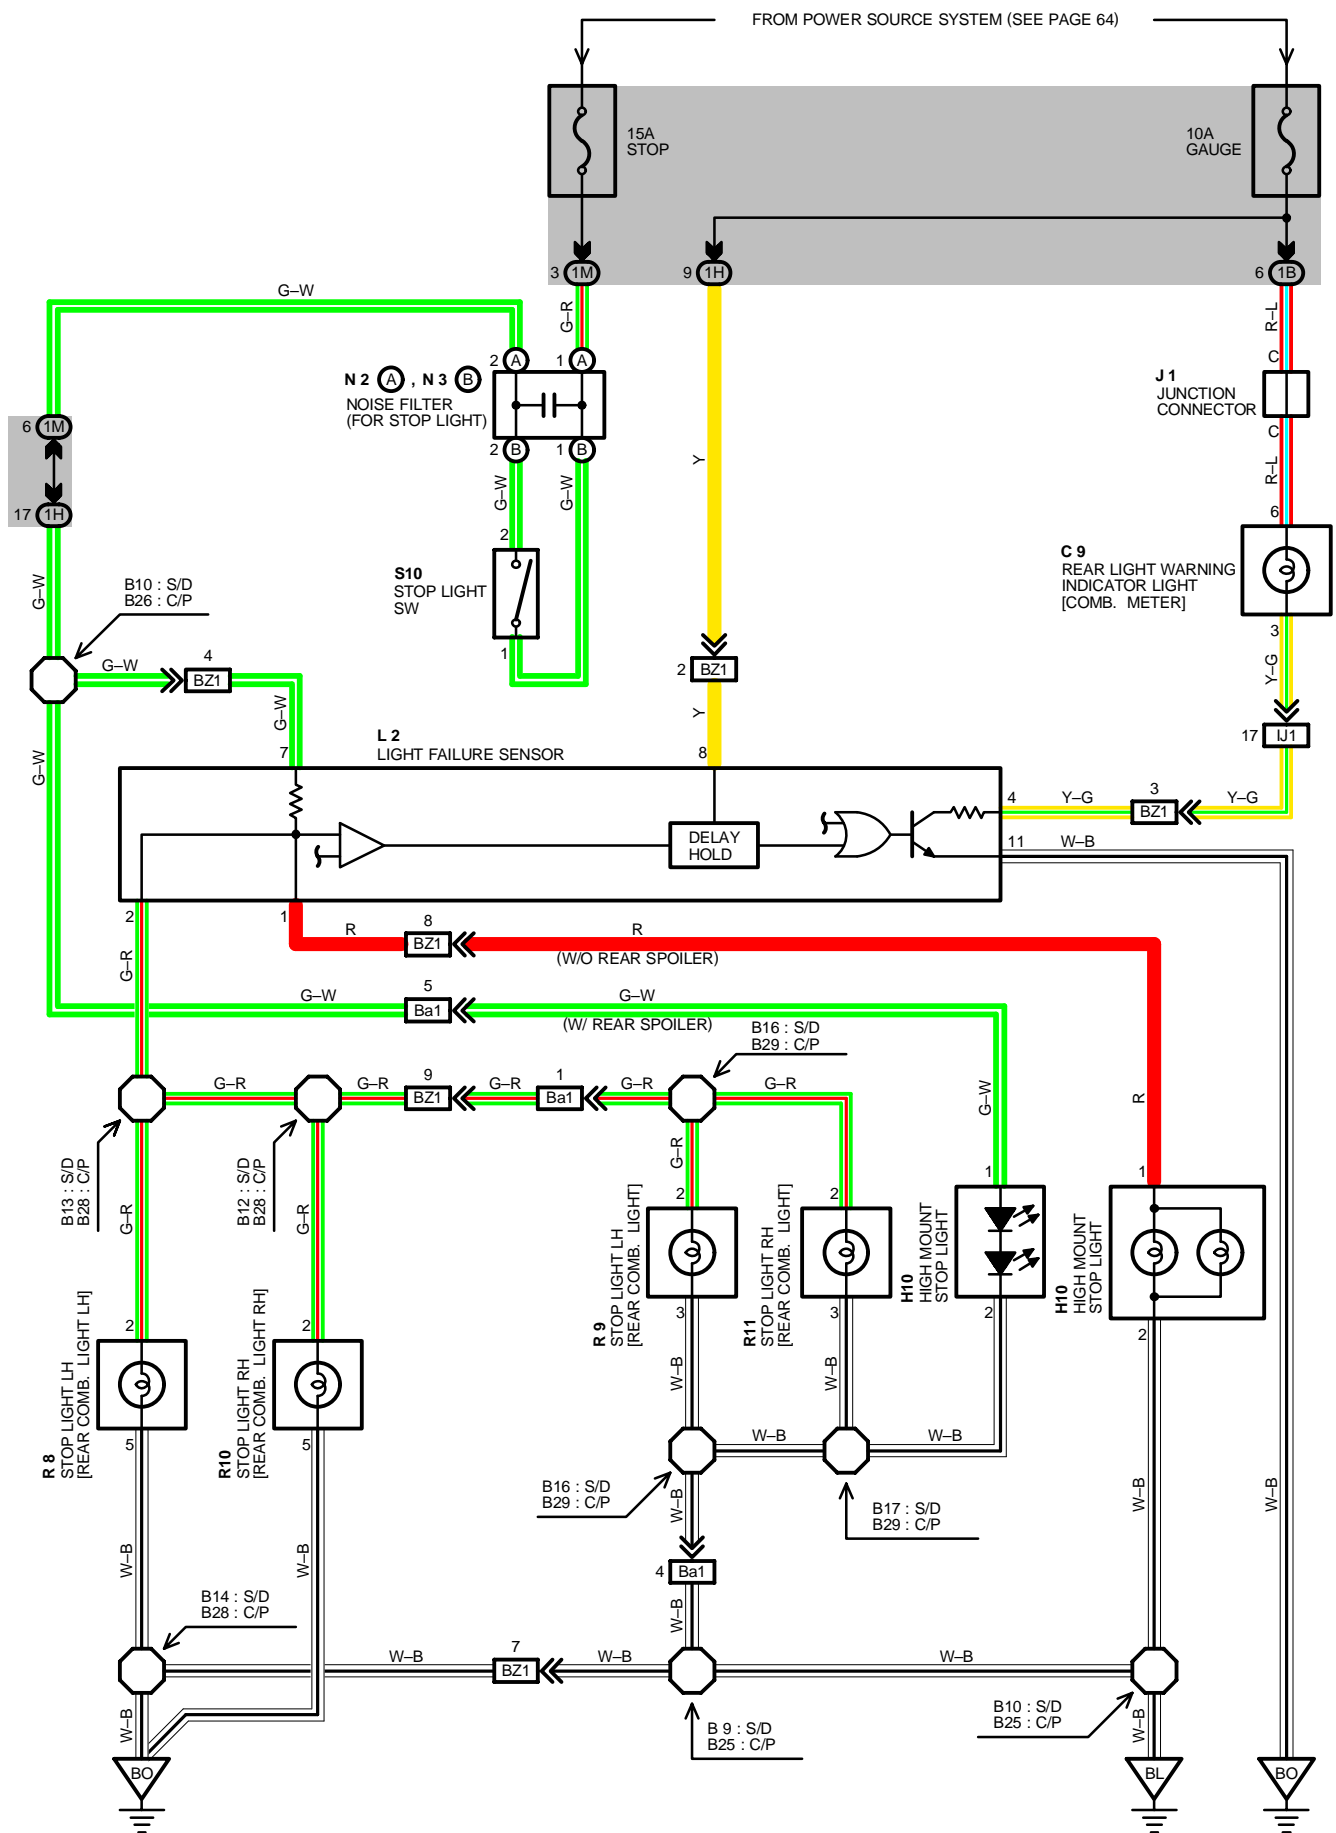 FROM POWER SOURCE SYSTEM (SEE PAGE 64)
15A
STOP
10A
GAUGE
3 1M
9 1H
6 1B
G–W
G–R
R–L
C
2 A
1 A
N 2 A , N 3 B
NOISE FILTER
(FOR STOP LIGHT)
J 1
JUNCTION
CONNECTOR
6 1M
2 B
1 B
C
Y
R–L
G–W
G–W
17 1H
6
2
C 9
REAR LIGHT WARNING
INDICATOR LIGHT
[COMB. METER]
S10
STOP LIGHT
SW
B10 : S/D
B26 : C/P
G–W
3
1
Y–G
G–W
4
BZ1
2 BZ1
G–W
Y
17 IJ1
L 2
LIGHT FAILURE SENSOR
7
8
G–W
4
Y–G
3
BZ1
Y–G
DELAY
HOLD
11
W–B
2
1
R
8
BZ1
R
(W/O REAR SPOILER)
G–R
G–W
5
Ba1
G–W
(W/ REAR SPOILER)
B16 : S/D
B29 : C/P
G–R
G–R
9
BZ1
G–R
1
Ba1
G–R
G–R
G–W
R
B13 : S/D
B28 : C/P
B12 : S/D
B28 : C/P
G–R
G–R
G–R
2
2
1
1
R 9
STOP LIGHT LH
[REAR COMB. LIGHT]
R11
STOP LIGHT RH
[REAR COMB. LIGHT]
H10
HIGH MOUNT
STOP LIGHT
H10
HIGH MOUNT
STOP LIGHT
3
3
2
2
2
2
R 8
STOP LIGHT LH
[REAR COMB. LIGHT LH]
R10
STOP LIGHT RH
[REAR COMB. LIGHT RH]
W–B
W–B
5
5
W–B
W–B
B16 : S/D
B29 : C/P
W–B
B17 : S/D
B29 : C/P
W–B
W–B
W–B
W–B
4 Ba1
B14 : S/D
B28 : C/P
W–B
W–B
7
BZ1
W–B
W–B
B 9 : S/D
B25 : C/P
B10 : S/D
B25 : C/P
W–B
W–B
BO
BL
BO